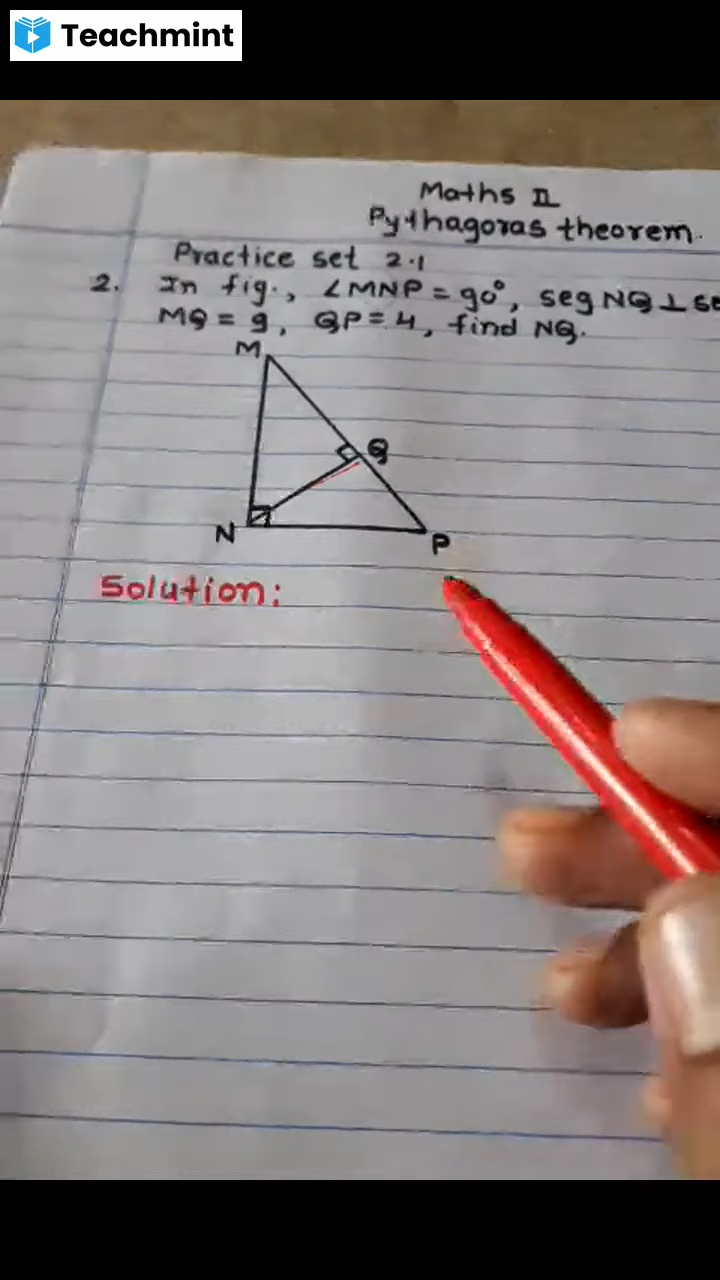 Teachmint
Maths II
Pythagoras theorem.
Practice set 2.1
2. In fig., ∠MNP = 90°, seg NQ ⊥ se
MQ = 9, QP = 4, find NQ.
M
Q
N
P
Solution: